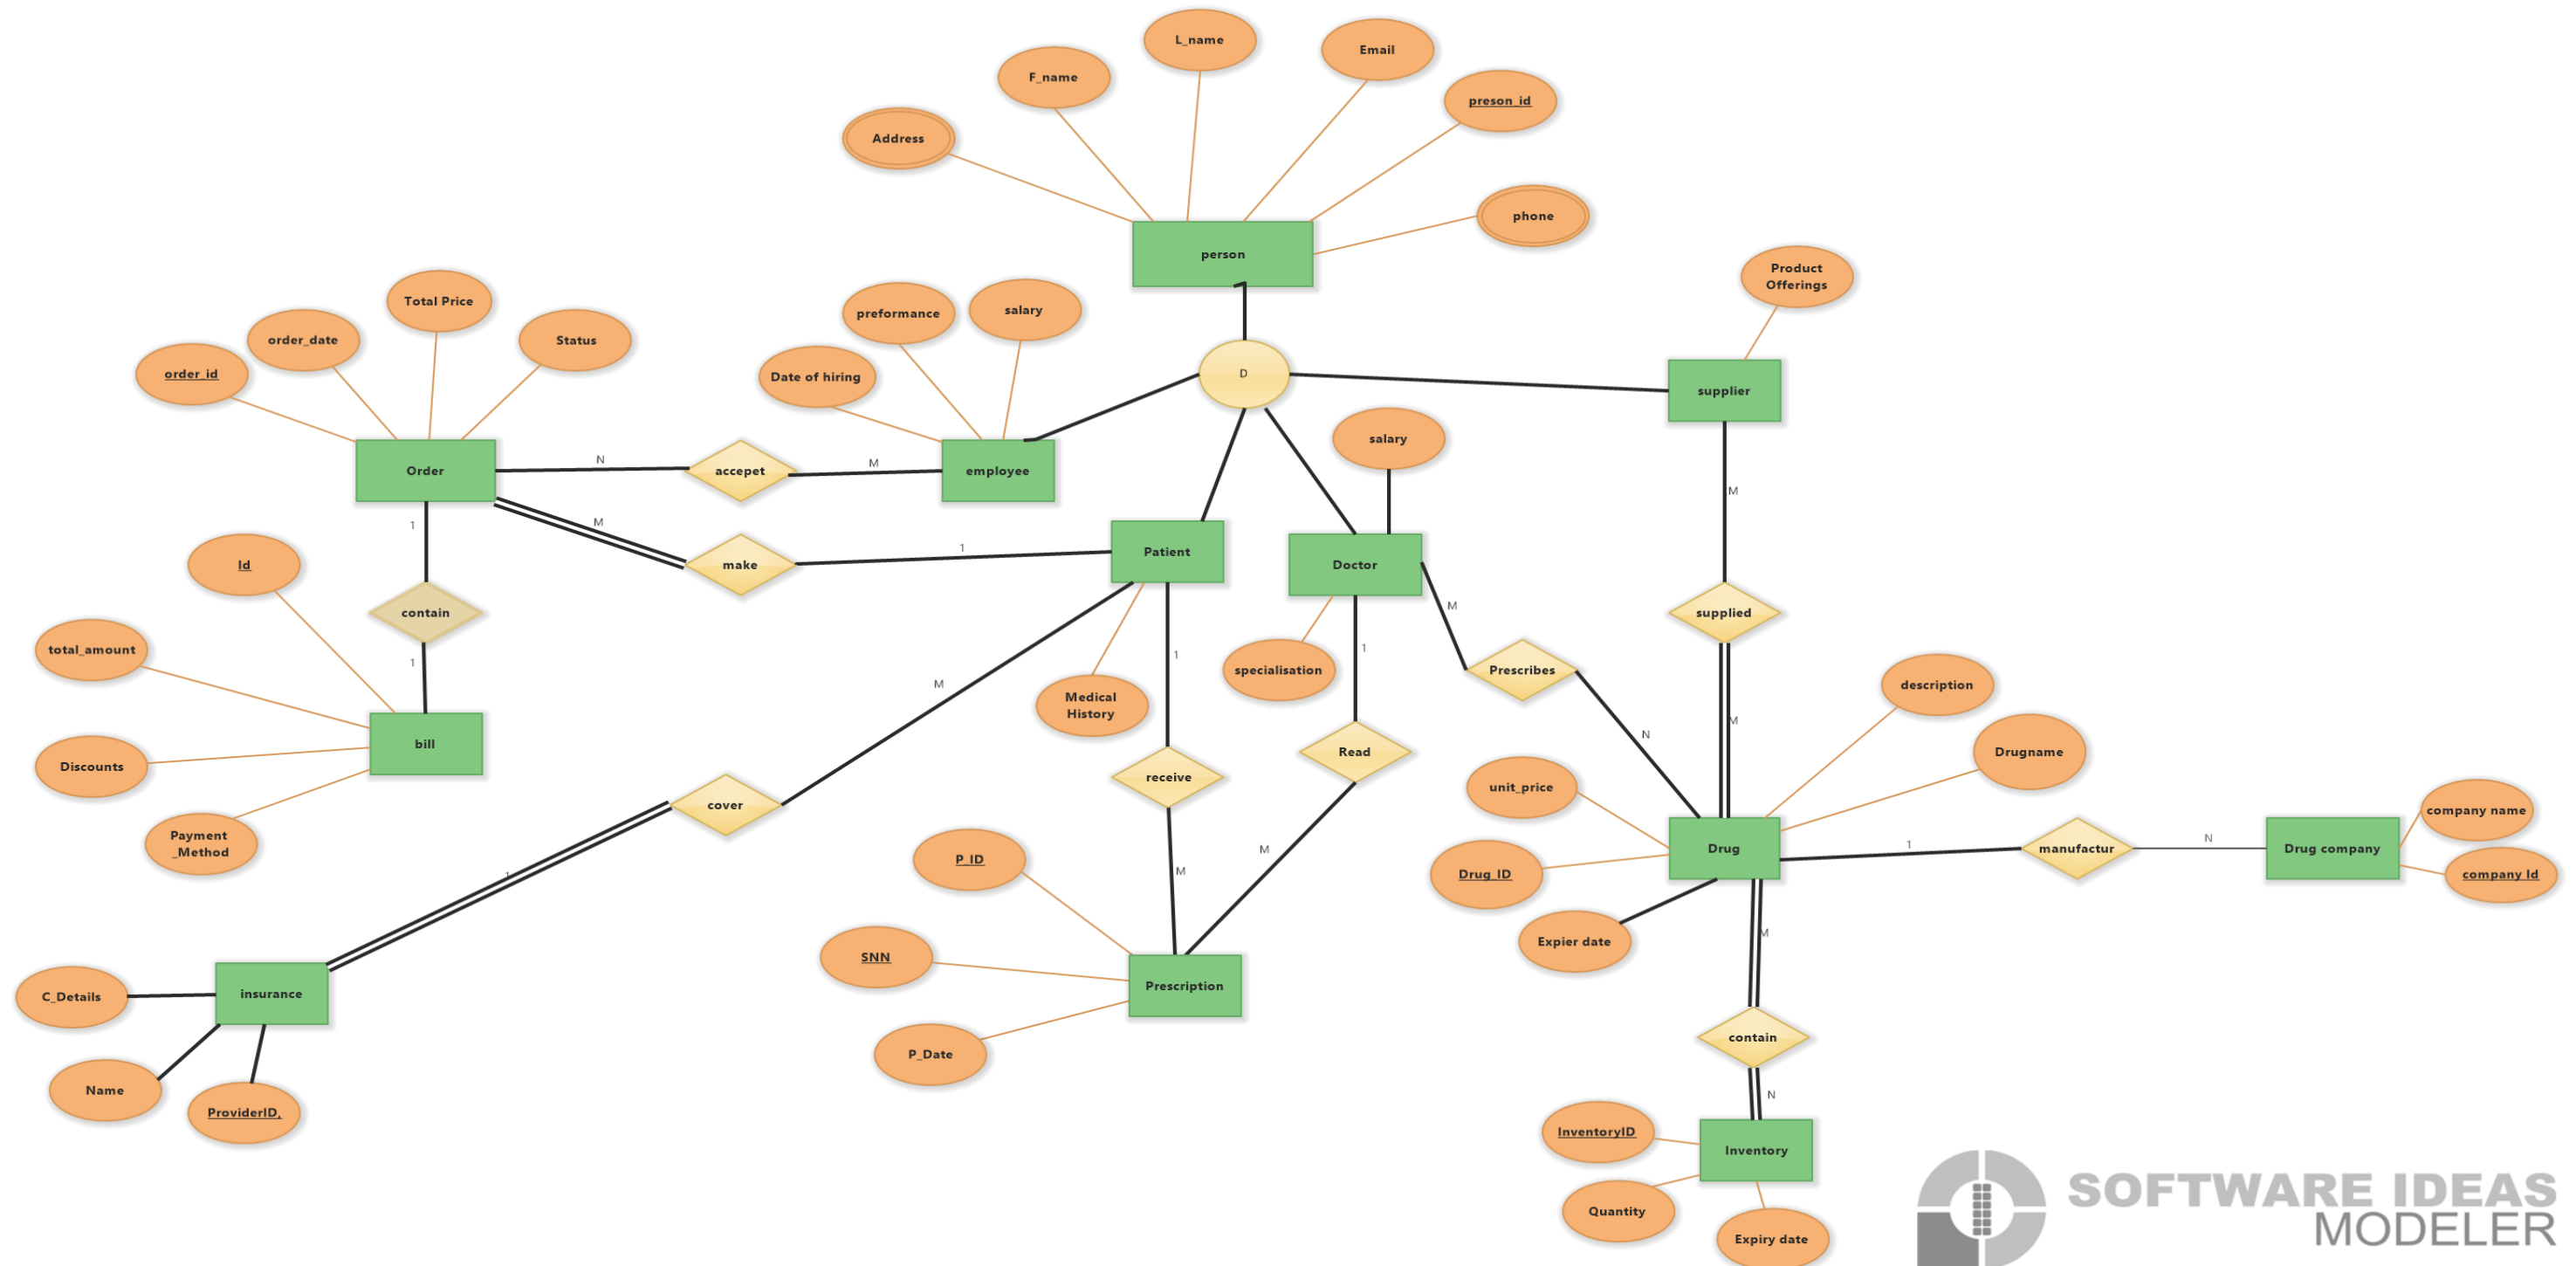 L_name
Email
F_name
preson_id
Address
phone
person
Product
Offerings
Total Price
preformance
salary
order_date
Status
order_id
Date of hiring
D
supplier
salary
Order
N
accepet
M
employee
M
M
1
make
1
Patient
Doctor
Id
M
contain
supplied
total_amount
1
1
1
Prescribes
specialisation
M
description
Medical
History
M
N
bill
Read
Drugname
Discounts
receive
unit_price
cover
company name
Payment
_Method
M
Drug
1
manufactur
N
Drug company
P_ID
M
1
Drug_ID
company Id
SNN
M
Expier date
C_Details
insurance
Prescription
contain
P_Date
Name
N
ProviderID,
InventoryID
Inventory
Quantity
Expiry date
SOFTWARE IDEAS
MODELER